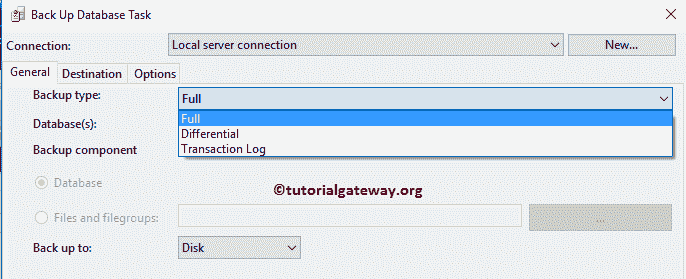 Back Up Database Task
Connection: Local server connection New...
General Destination Options
Backup type: Full
Full
Database(s): Differential
Backup component Transaction Log
Database
©tutorialgateway.org
Files and filegroups: ...
Back up to: Disk